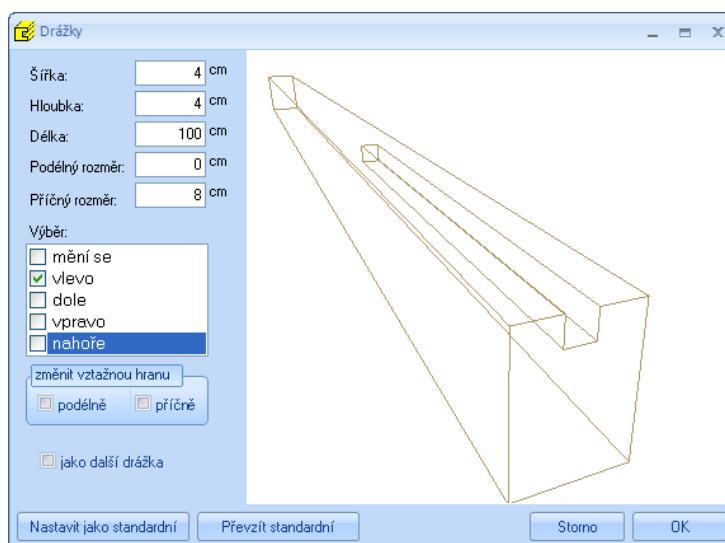 Drážky
Šířka: 4 cm
Hloubka: 4 cm
Délka: 100 cm
Podélný rozměr: 0 cm
Příčný rozměr: 8 cm
Výběr:
mění se
vlevo
dole
vpravo
nahoře
změnit vztažnou hranu
podélně příčně
jako další drážka
Nastavit jako standardní Převzít standardní Storno OK